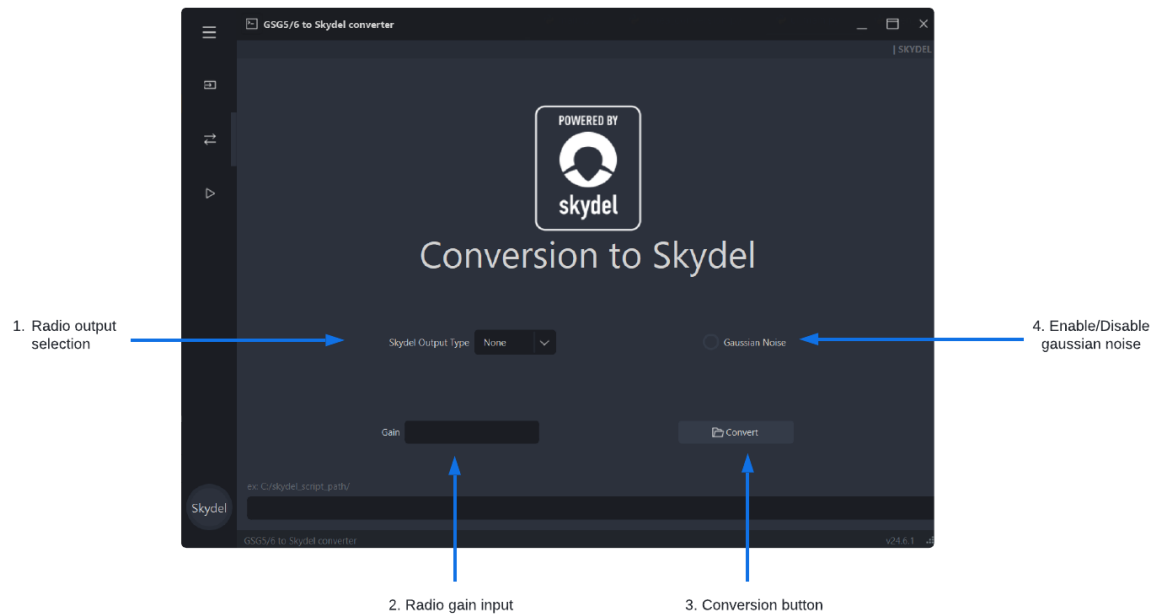 GSG5/6 to Skydel converter
| SKYDEL
POWERED BY
skydel
Conversion to Skydel
1. Radio output
selection
Skydel Output Type None
Gaussian Noise
4. Enable/Disable
gaussian noise
Gain
Convert
ex: C:/skydel_script_path/
Skydel
GSG5/6 to Skydel converter
v24.6.1
2. Radio gain input
3. Conversion button